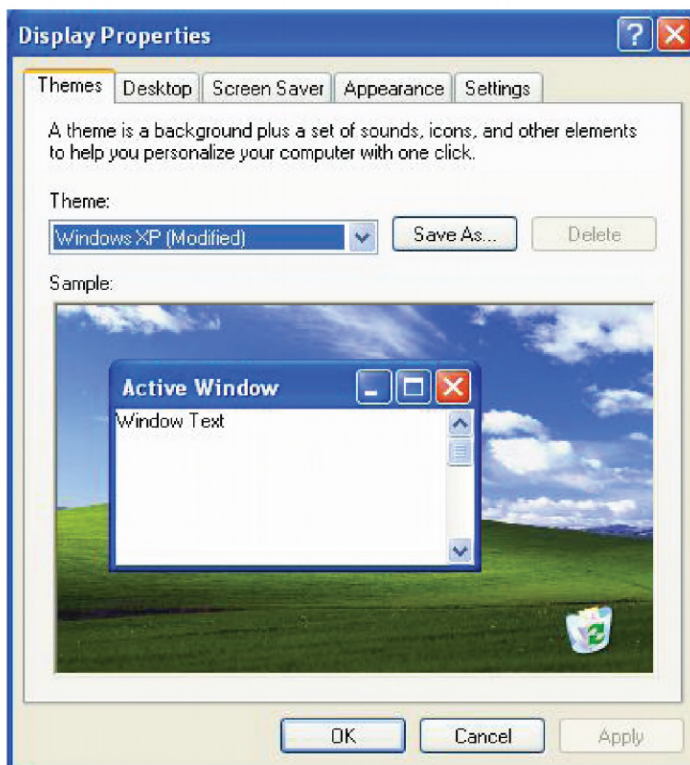 Display Properties
Themes Desktop Screen Saver Appearance Settings
A theme is a background plus a set of sounds, icons, and other elements
to help you personalize your computer with one click.
Theme:
Windows XP (Modified) Save As... Delete
Sample:
Active Window
Window Text
OK Cancel Apply